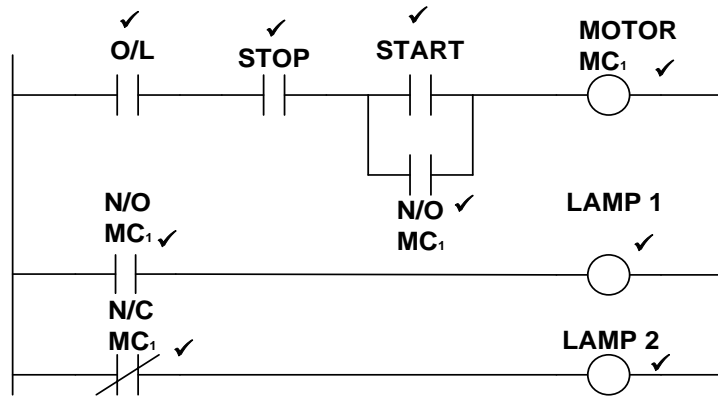 O/L
STOP
START
MOTOR
MC₁
N/O
MC₁
N/O
MC₁
LAMP 1
N/C
MC₁
LAMP 2